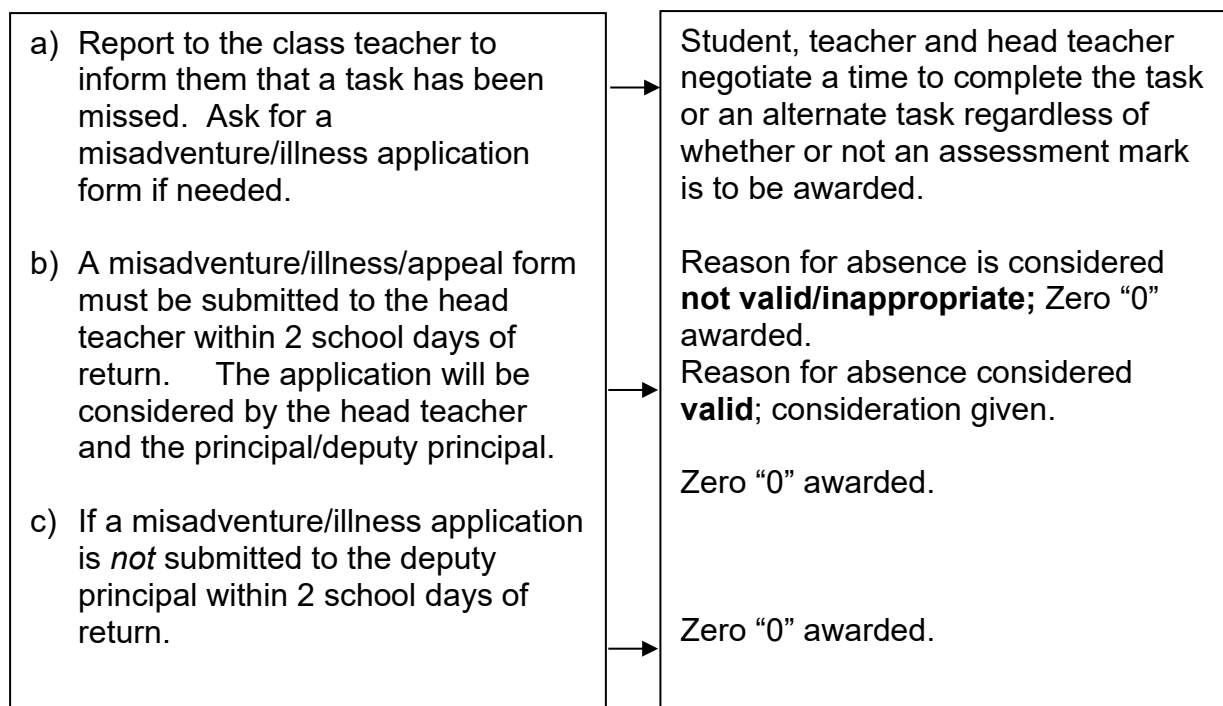 a) Report to the class teacher to
inform them that a task has been
missed.  Ask for a
misadventure/illness application
form if needed.
b) A misadventure/illness/appeal form
must be submitted to the head
teacher within 2 school days of
return.     The application will be
considered by the head teacher
and the principal/deputy principal.
c) If a misadventure/illness application
is not submitted to the deputy
principal within 2 school days of
return.
Student, teacher and head teacher
negotiate a time to complete the task
or an alternate task regardless of
whether or not an assessment mark
is to be awarded.
Reason for absence is considered
not valid/inappropriate; Zero “0”
awarded.
Reason for absence considered
valid; consideration given.
Zero “0” awarded.
Zero “0” awarded.